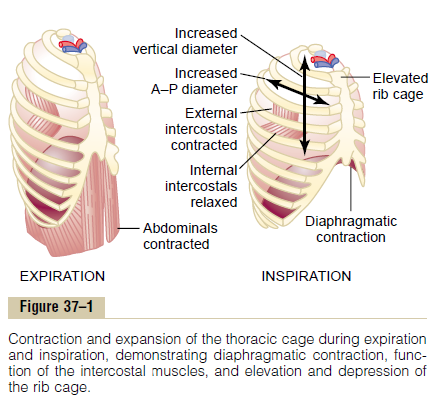 Increased
vertical diameter
Increased
A–P diameter
External
intercostals
contracted
Internal
intercostals
relaxed
Elevated
rib cage
Abdominals
contracted
Diaphragmatic
contraction
EXPIRATION
INSPIRATION
Figure 37–1
Contraction and expansion of the thoracic cage during expiration
and inspiration, demonstrating diaphragmatic contraction, func-
tion of the intercostal muscles, and elevation and depression of
the rib cage.